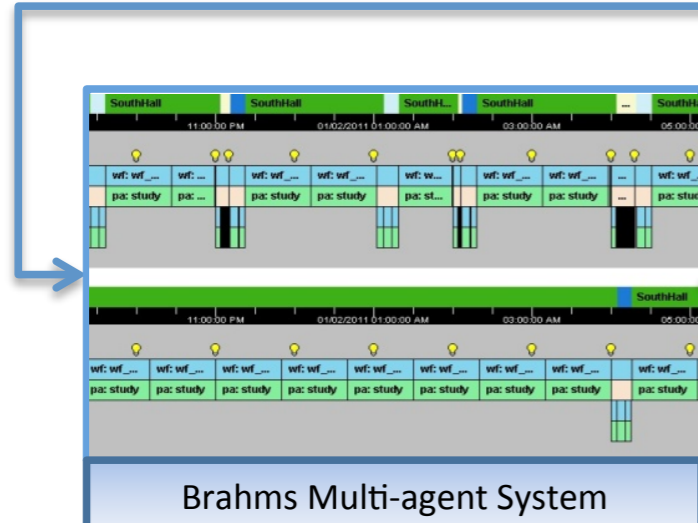 SouthHall SouthHall SouthH... SouthHall ... SouthHa
11:00:00 PM 01/02/2011 01:00:00 AM 03:00:00 AM 05:00:0
wf: wf_... wf: ... wf: wf_... wf: wf_... wf: w... wf: wf_... wf: wf_... ... wf: wf_
pa: study pa: ... pa: study pa: study pa: st... pa: study pa: study ... pa: stud
SouthHall
11:00:00 PM 01/02/2011 01:00:00 AM 03:00:00 AM 05:00:0
wf: wf_... wf: wf_... wf: wf_... wf: wf_... wf: wf_... wf: wf_... wf: wf_... wf: wf_... wf: wf_...
pa: study pa: study pa: study pa: study pa: study pa: study pa: study pa: study pa: study
Brahms Multi-agent System